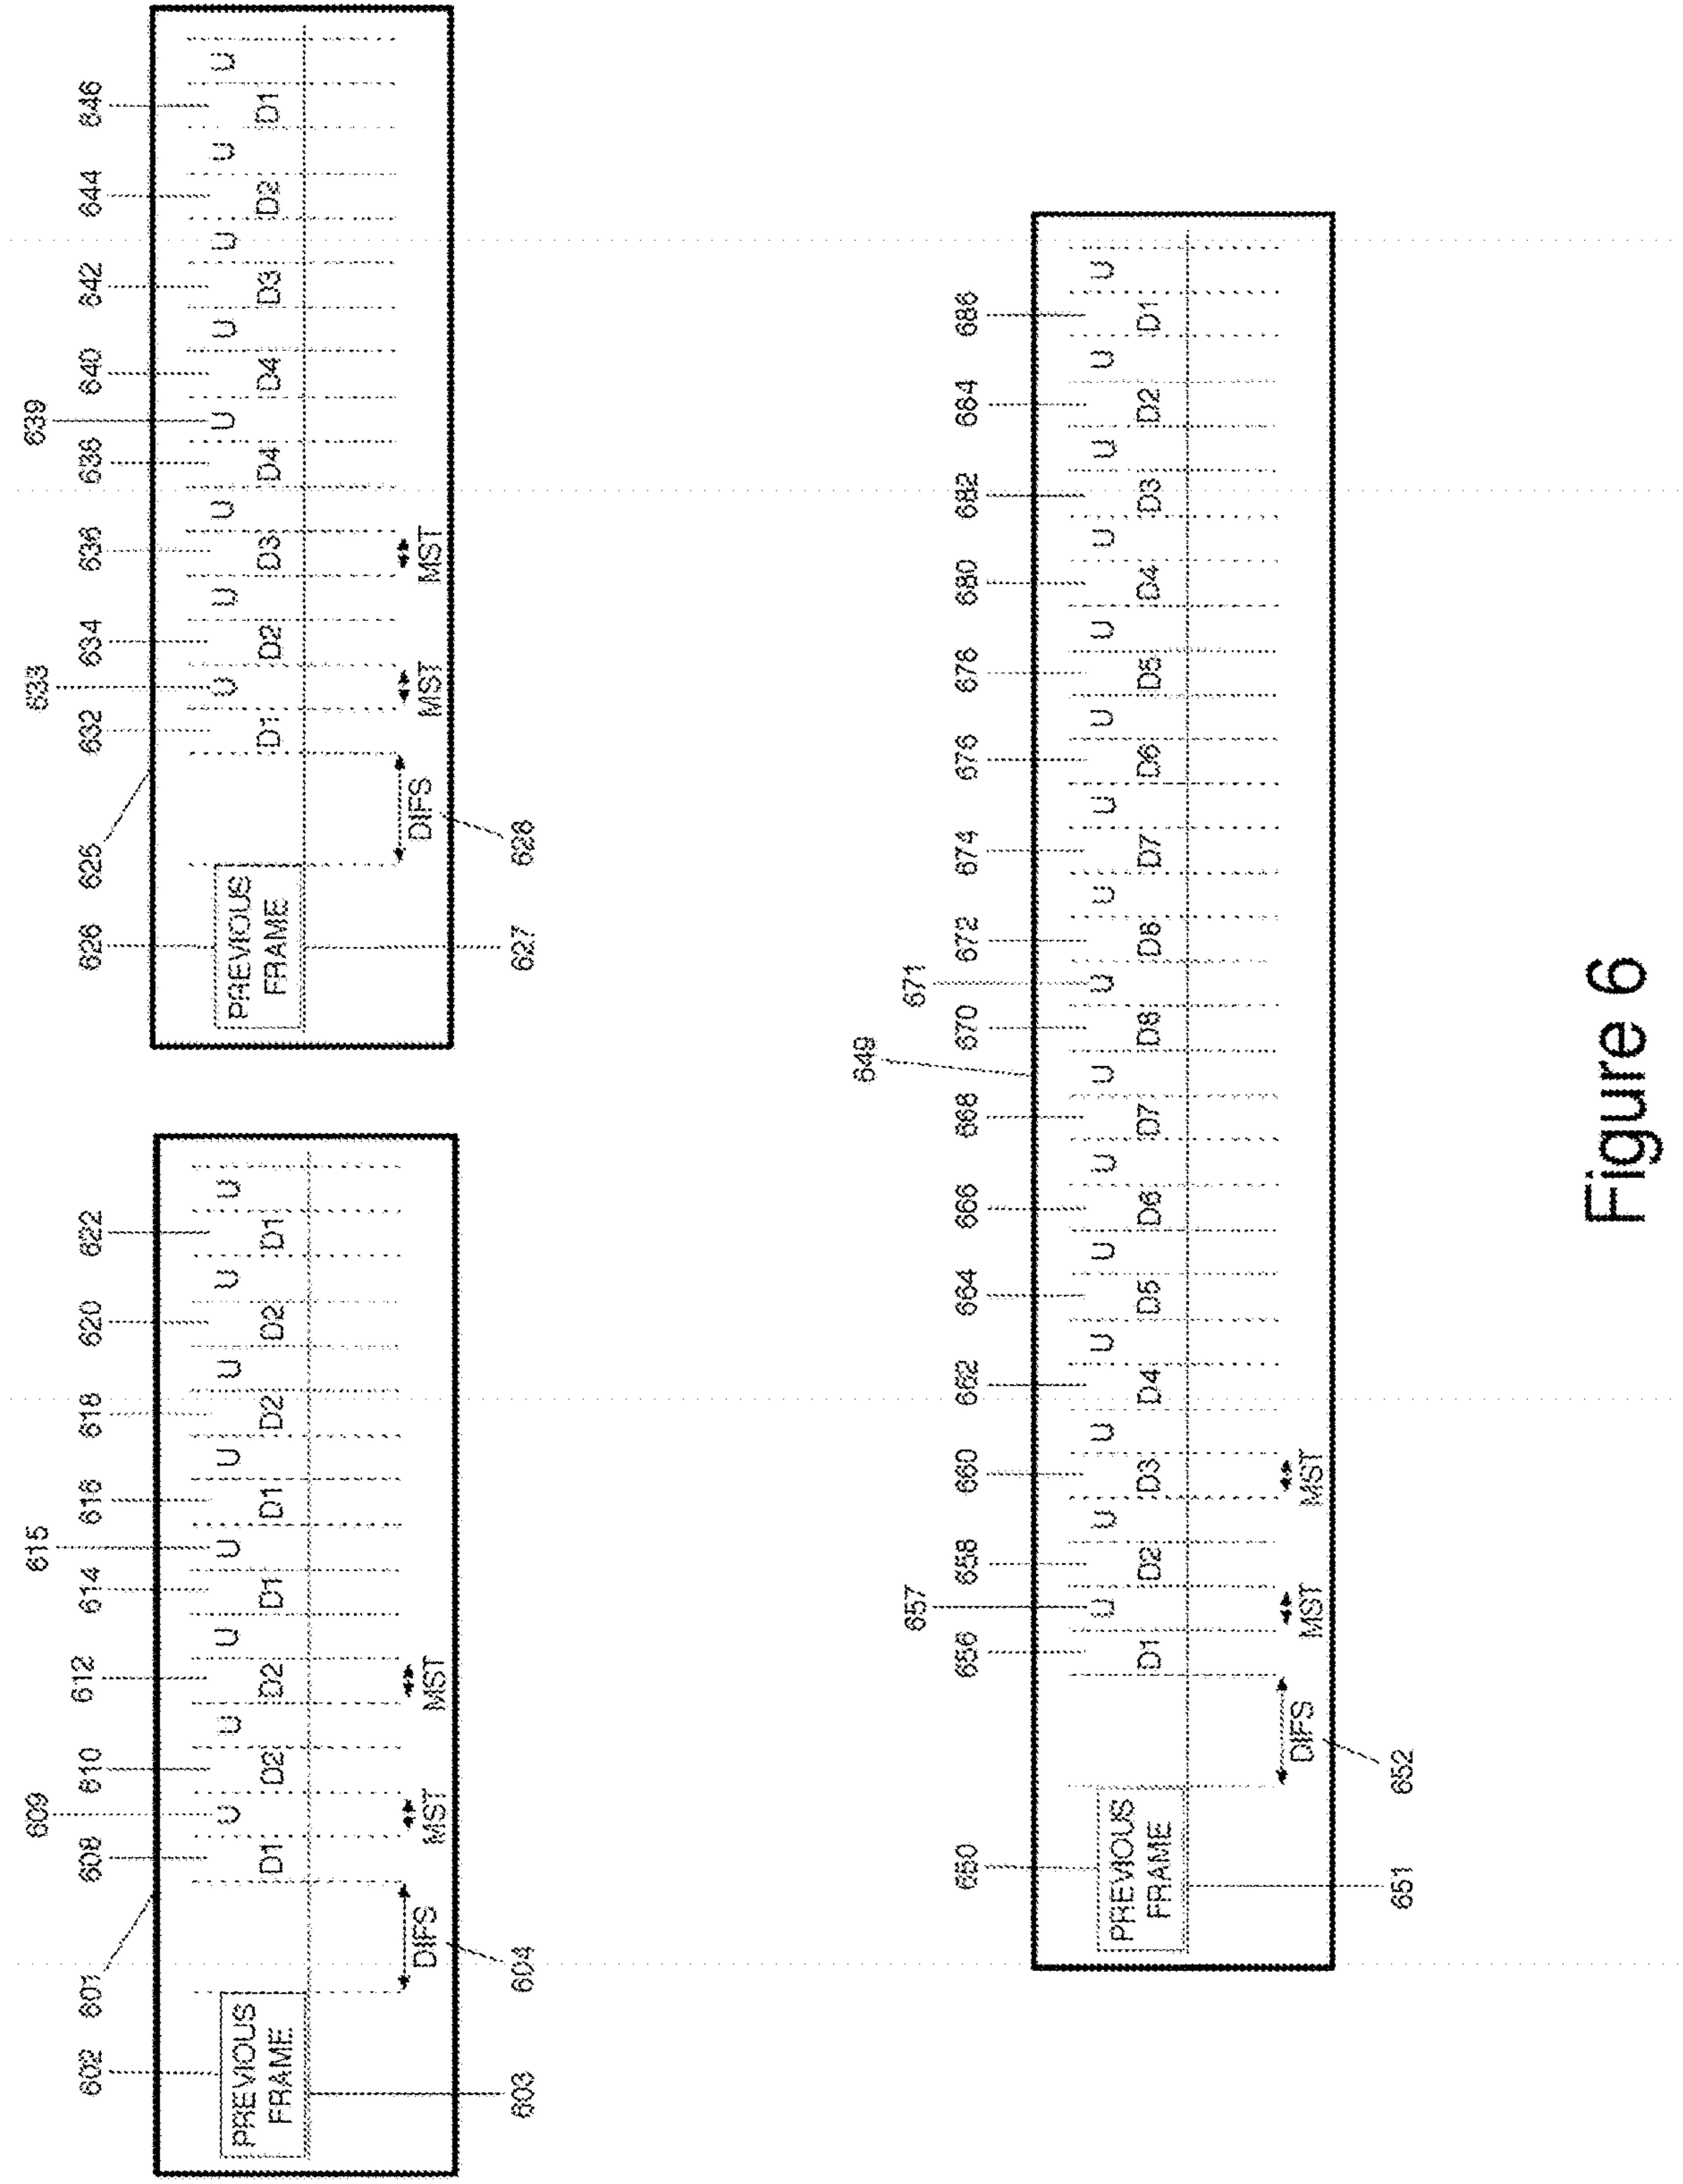 609 615
602 601 608 610 612 614 616 618 620 622
U U U U U U U U
PREVIOUS
FRAME
D1 D2 D2 D1 D1 D2 D2 D1
DIFS MST MST
603 604
633 639
626 625 632 634 636 638 640 642 644 646
U U U U U U U U
PREVIOUS
FRAME
D1 D2 D3 D4 D4 D3 D2 D1
DIFS MST MST
627 628
649
657 671
650 656 658 660 662 664 666 668 670 672 674 676 678 680 682 684 686
U U U U U U U U U U U U U U U U
PREVIOUS
FRAME
D1 D2 D3 D4 D5 D6 D7 D8 D8 D7 D6 D5 D4 D3 D2 D1
DIFS MST MST
651 652
Figure 6